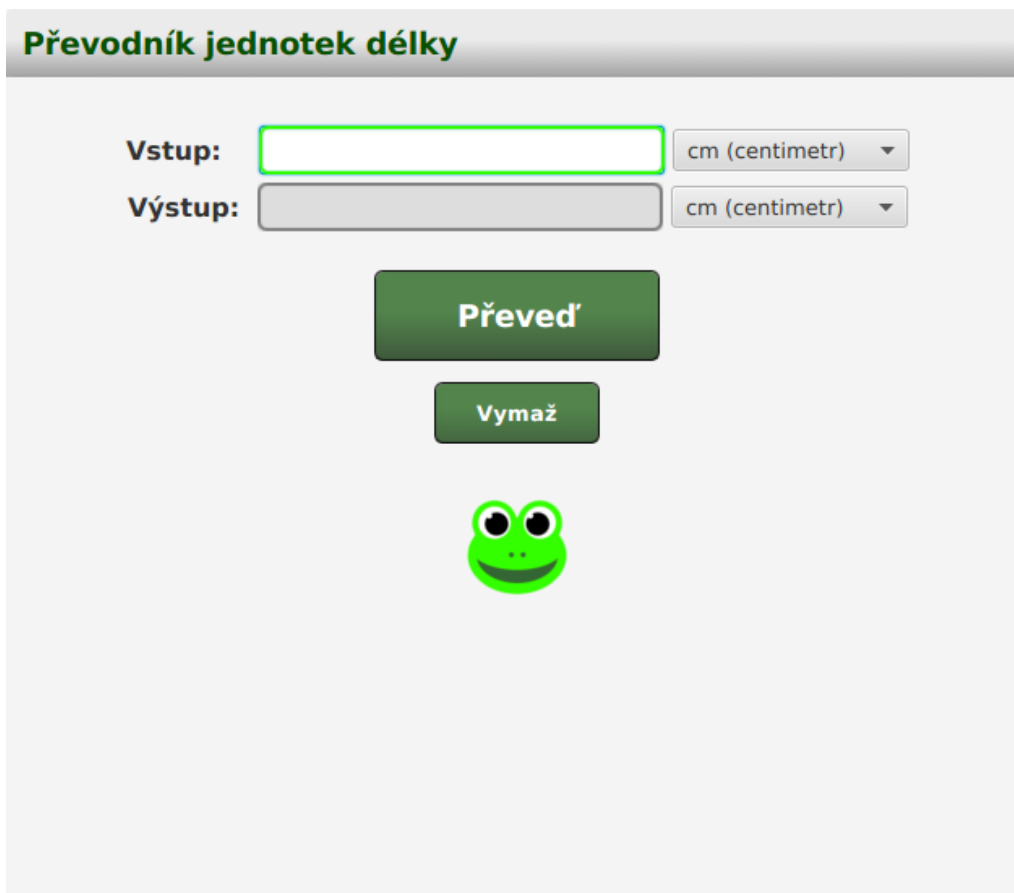 Převodník jednotek délky
Vstup: cm (centimetr)
Výstup: cm (centimetr)
Převeď
Vymaž